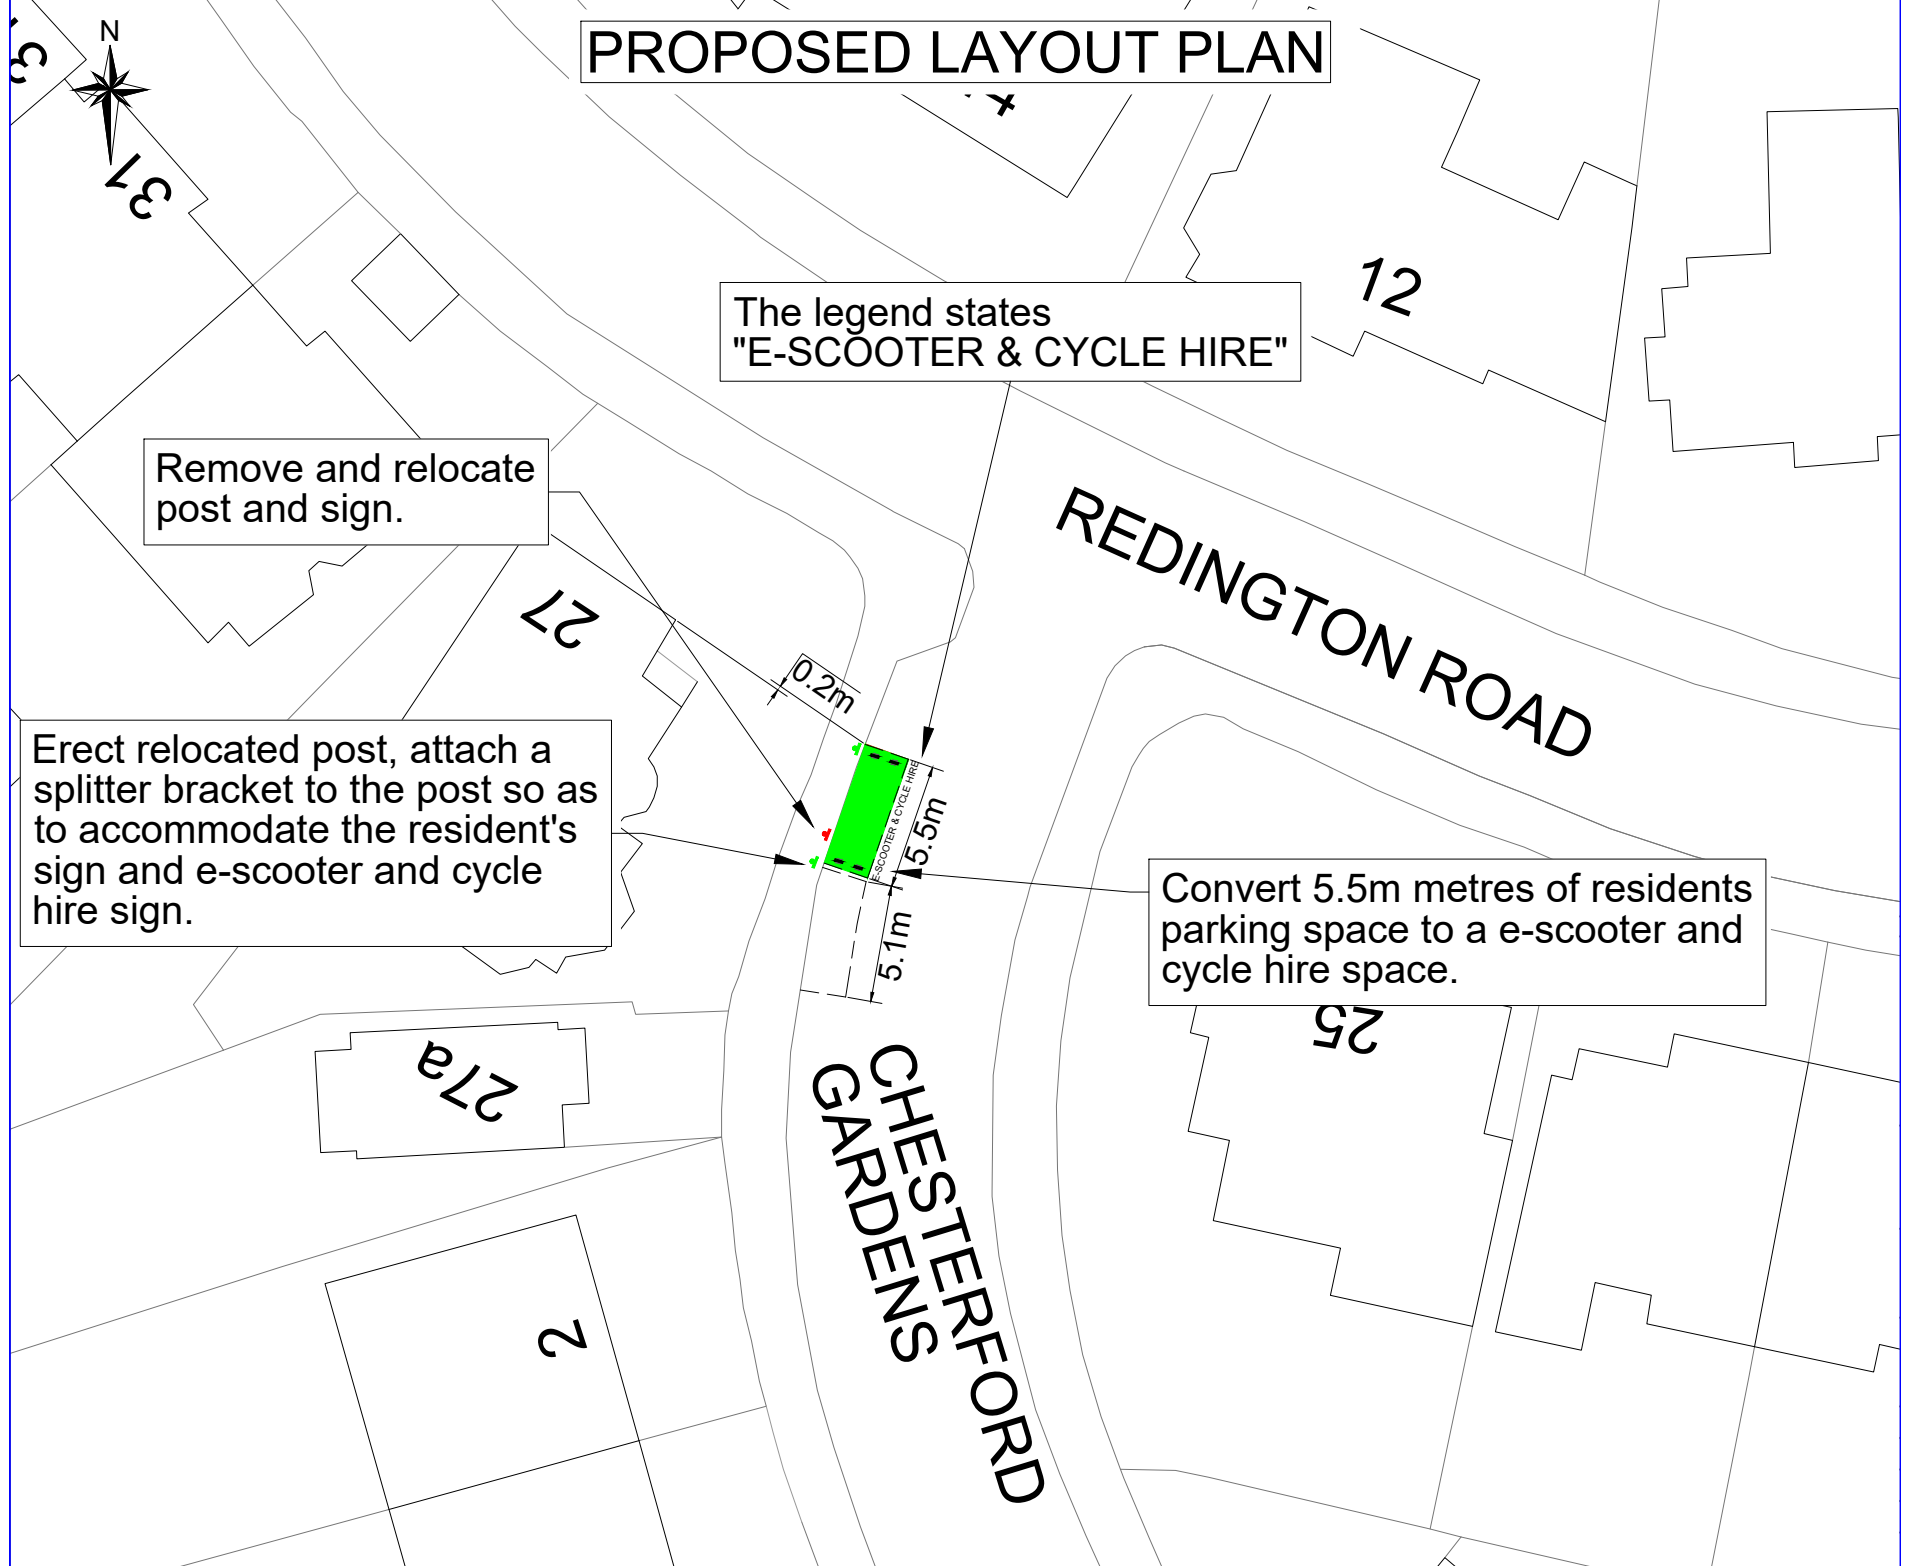 PROPOSED LAYOUT PLAN
N
31
12
The legend states
"E-SCOOTER & CYCLE HIRE"
Remove and relocate
post and sign.
REDINGTON ROAD
27
0.2m
Erect relocated post, attach a
splitter bracket to the post so as
to accommodate the resident's
sign and e-scooter and cycle
hire sign.
E-SCOOTER & CYCLE HIRE
5.5m
5.1m
Convert 5.5m metres of residents
parking space to a e-scooter and
cycle hire space.
25
27a
CHESTERFORD
GARDENS
2